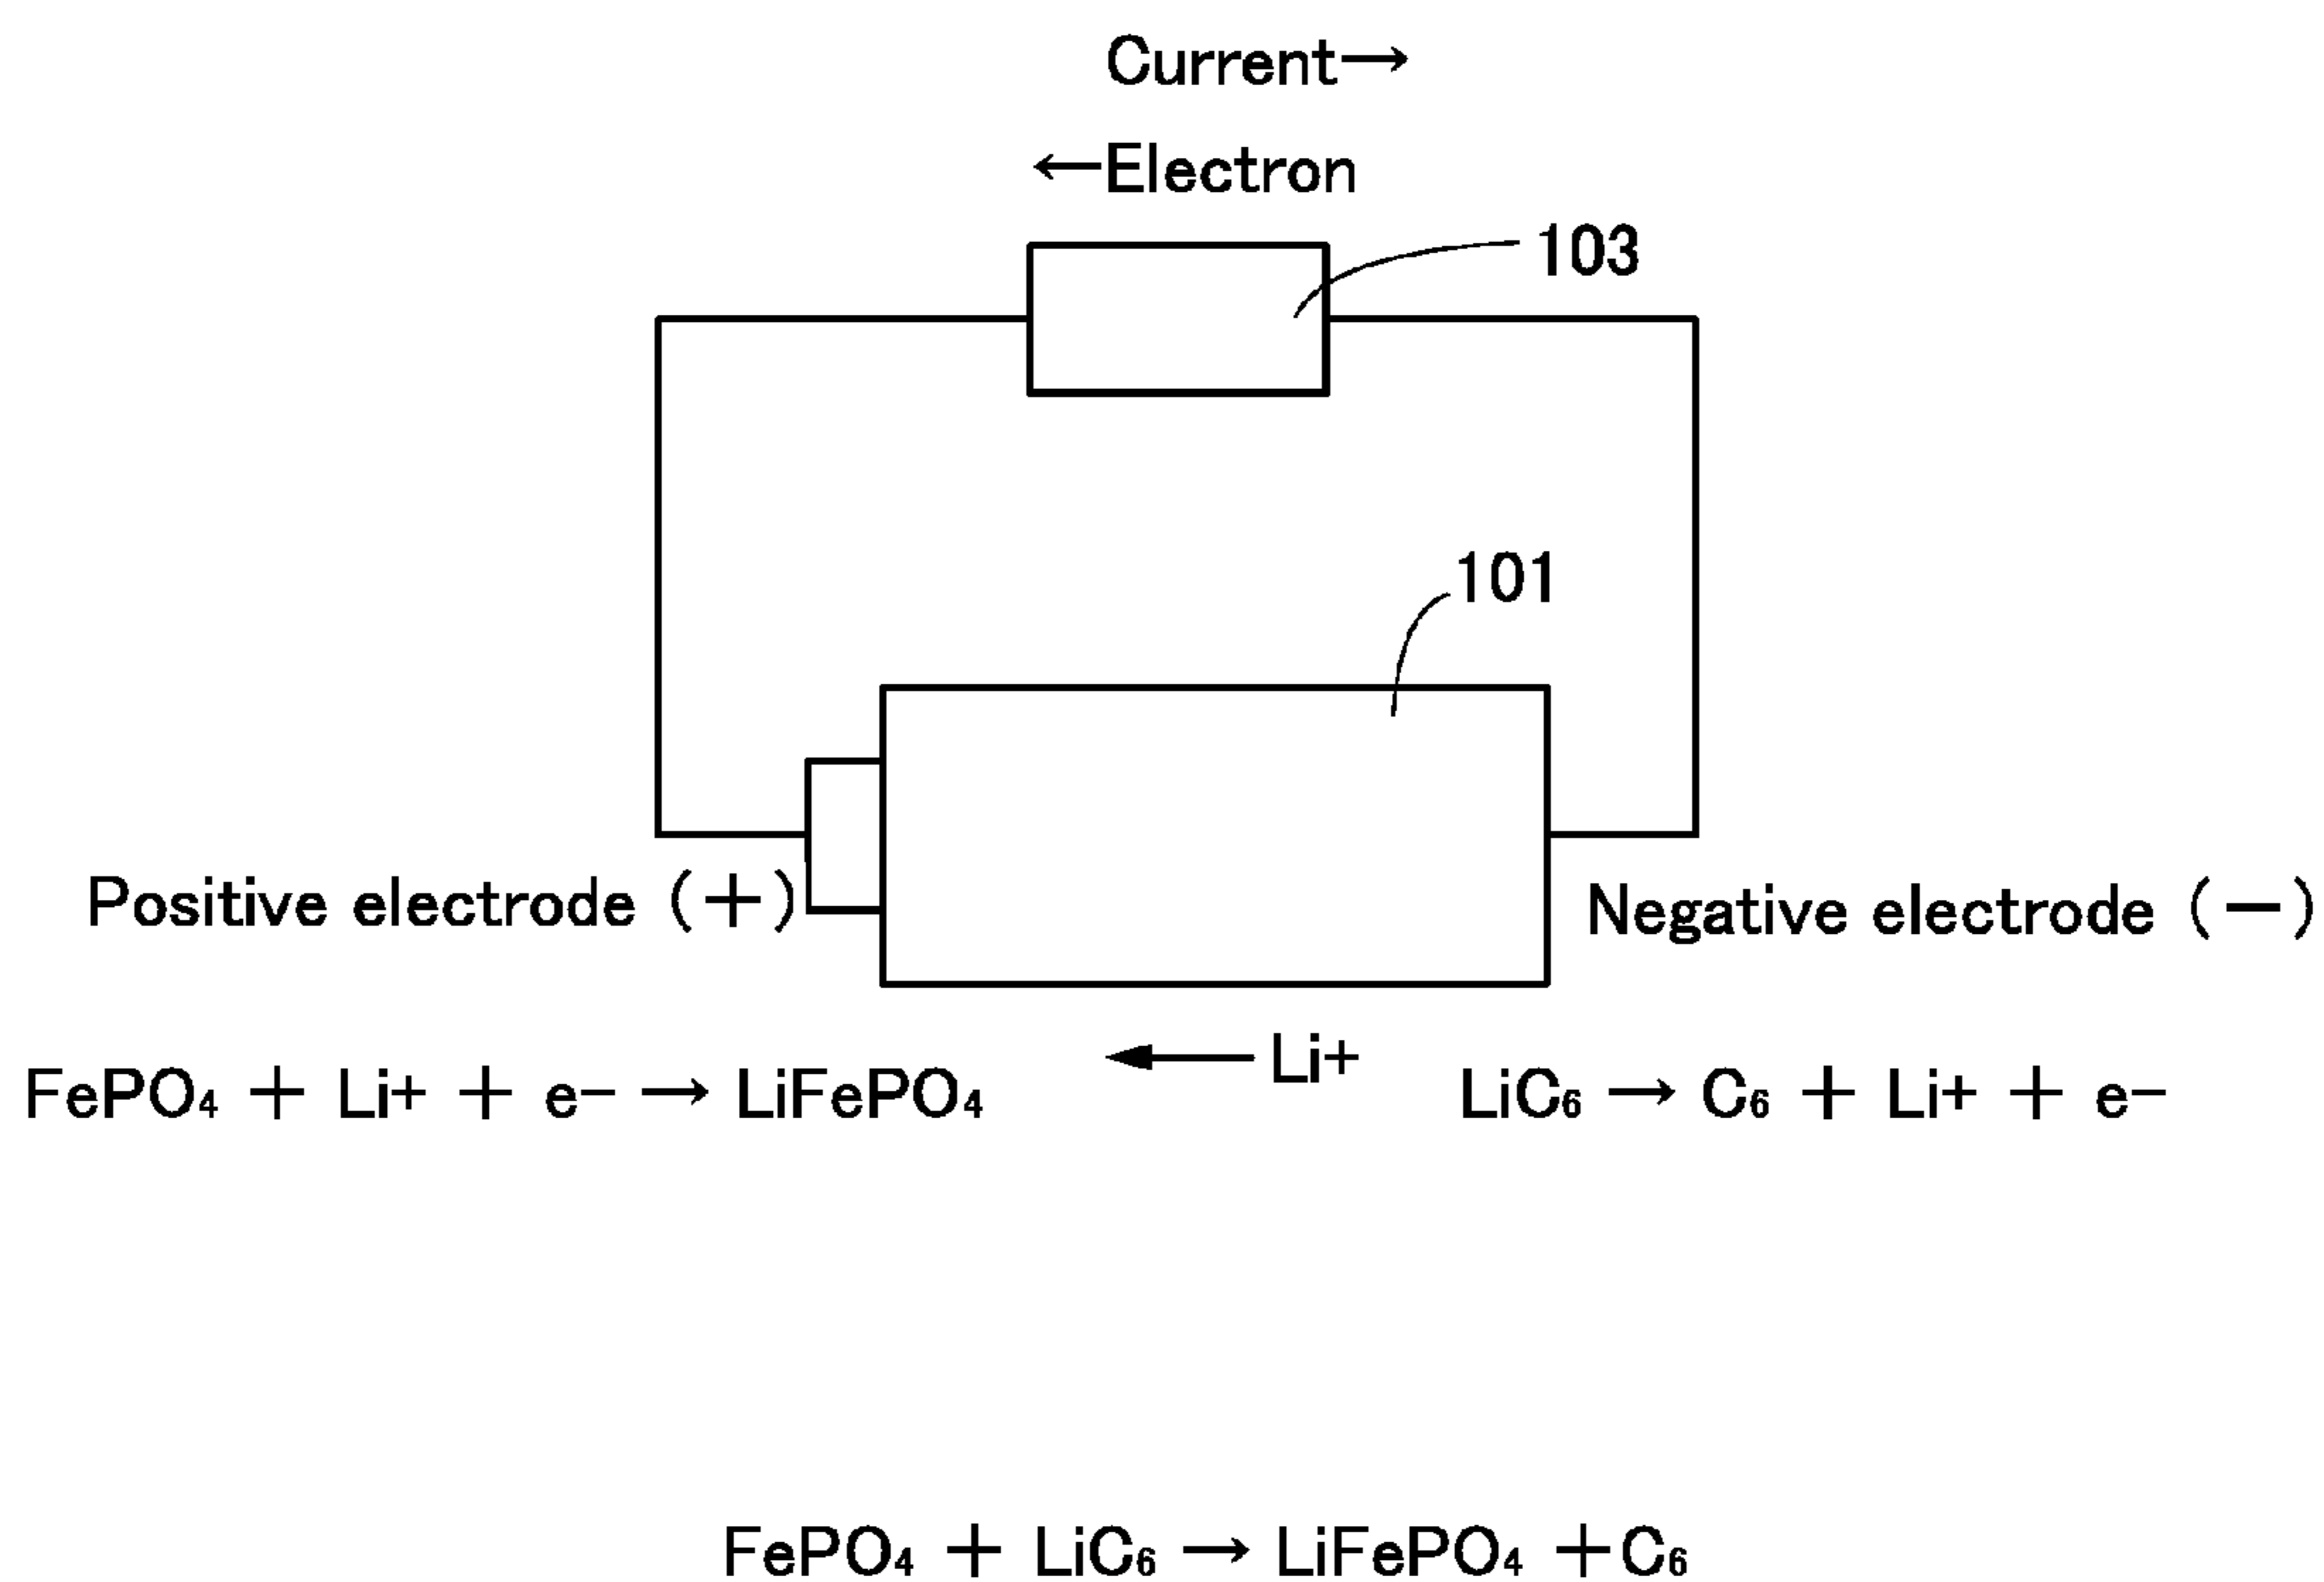 Current→
←Electron
103
101
Positive electrode (+)
Negative electrode (−)
← Li+
FePO₄ + Li+ + e− → LiFePO₄
LiC₆ → C₆ + Li+ + e−
FePO₄ + LiC₆ → LiFePO₄ +C₆